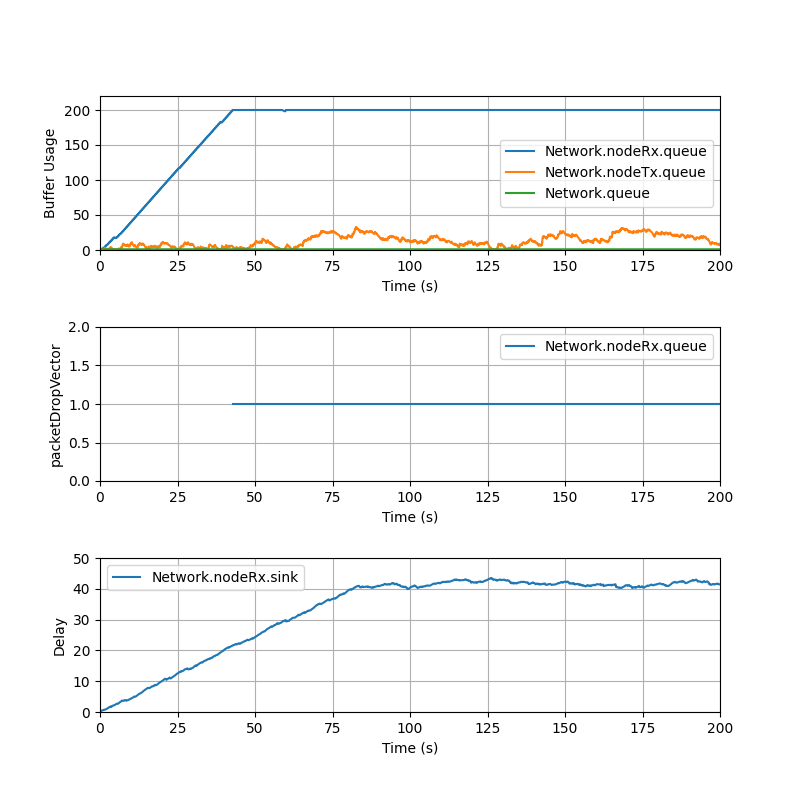 200
150
100
50
0
Buffer Usage
Network.nodeRx.queue
Network.nodeTx.queue
Network.queue
0 25 50 75 100 125 150 175 200
Time (s)
2.0
1.5
1.0
0.5
0.0
packetDropVector
Network.nodeRx.queue
0 25 50 75 100 125 150 175 200
Time (s)
50
40
30
20
10
0
Delay
Network.nodeRx.sink
0 25 50 75 100 125 150 175 200
Time (s)